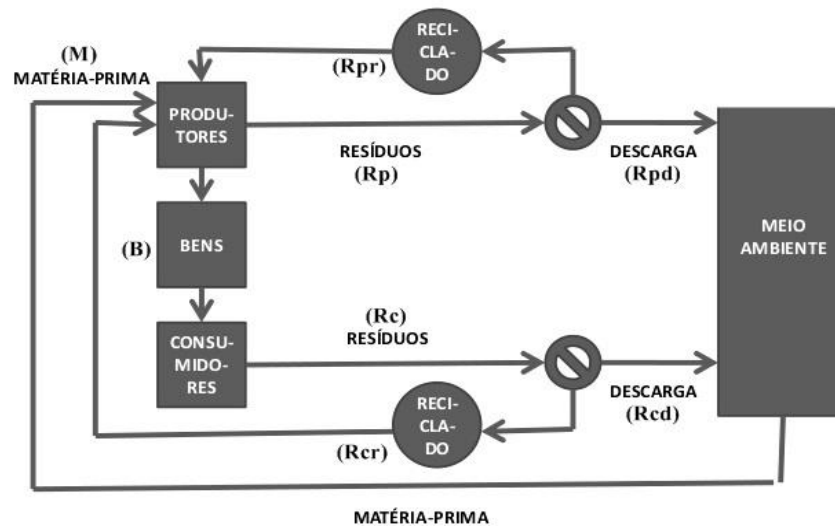 RECI-
CLA-
DO
(M)
MATÉRIA-PRIMA
(Rpr)
PRODU-
TORES
RESÍDUOS
(Rp)
DESCARGA
(Rpd)
MEIO
AMBIENTE
(B)
BENS
(Rc)
RESÍDUOS
CONSU-
MIDO-
RES
DESCARGA
(Rcd)
RECI-
CLA-
DO
(Rcr)
MATÉRIA-PRIMA